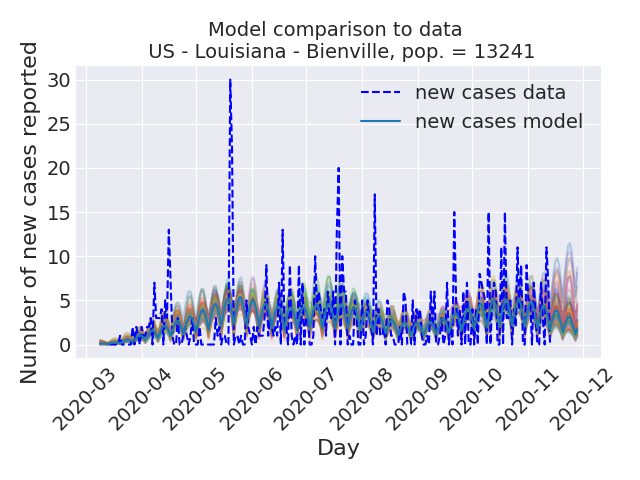 Model comparison to data
US - Louisiana - Bienville, pop. = 13241
Number of new cases reported
30
25
20
15
10
5
0
new cases data
new cases model
2020-03
2020-04
2020-05
2020-06
2020-07
2020-08
2020-09
2020-10
2020-11
2020-12
Day